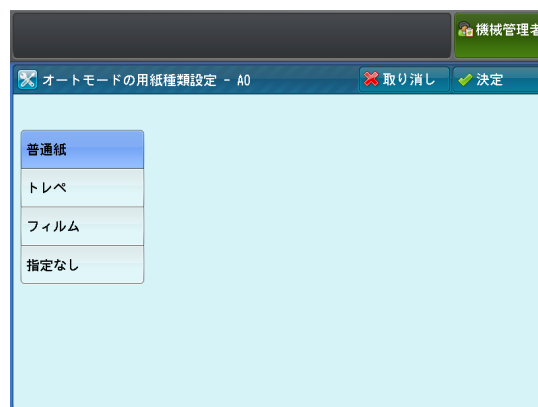 機械管理者
オートモードの用紙種類設定 - A0
取り消し
決定
普通紙
トレペ
フィルム
指定なし